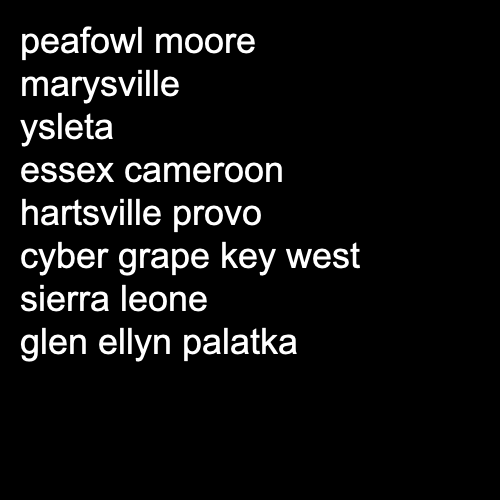 peafowl moore
marysville
ysleta
essex cameroon
hartsville provo
cyber grape key west
sierra leone
glen ellyn palatka